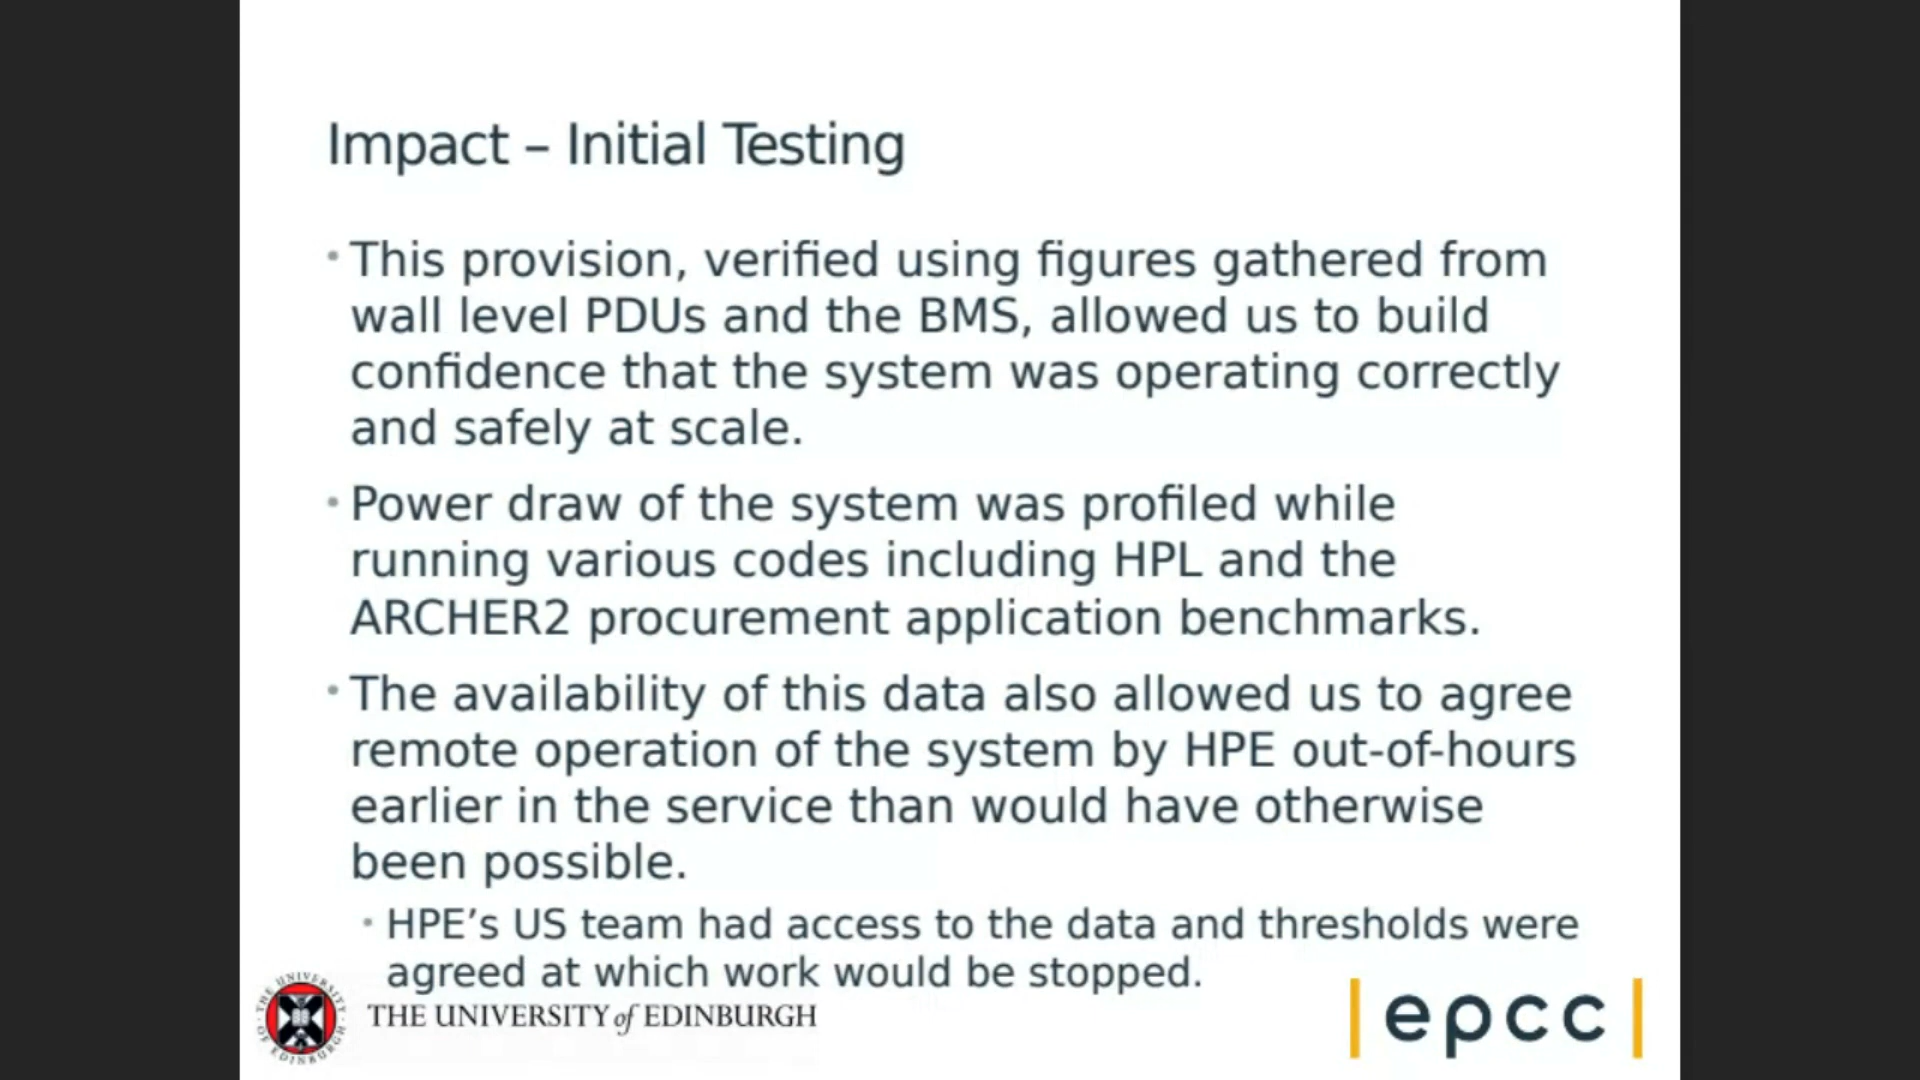 Impact – Initial Testing
• This provision, verified using figures gathered from
wall level PDUs and the BMS, allowed us to build
confidence that the system was operating correctly
and safely at scale.
• Power draw of the system was profiled while
running various codes including HPL and the
ARCHER2 procurement application benchmarks.
• The availability of this data also allowed us to agree
remote operation of the system by HPE out-of-hours
earlier in the service than would have otherwise
been possible.
• HPE’s US team had access to the data and thresholds were
agreed at which work would be stopped.
THE UNIVERSITY OF EDINBURGH
THE UNIVERSITY of EDINBURGH
epcc